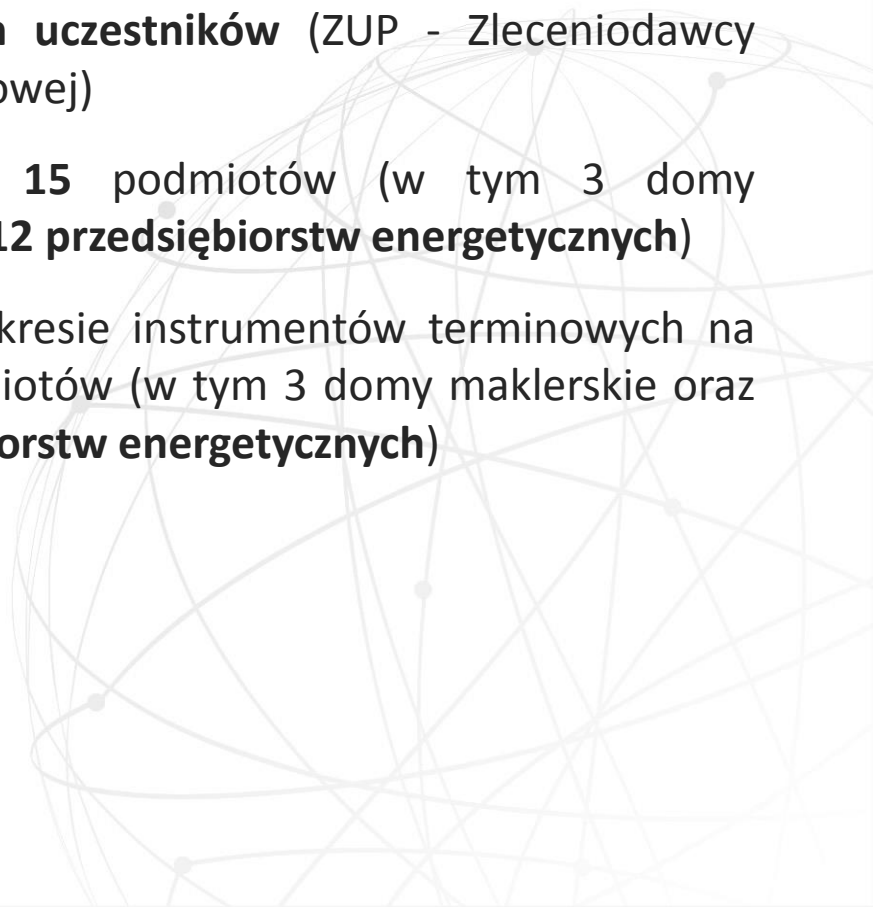 uczestników (ZUP - Zleceniodawcy
owej)
15 podmiotów (w tym 3 domy
12 przedsiębiorstw energetycznych)
kresie instrumentów terminowych na
miotów (w tym 3 domy maklerskie oraz
orstw energetycznych)